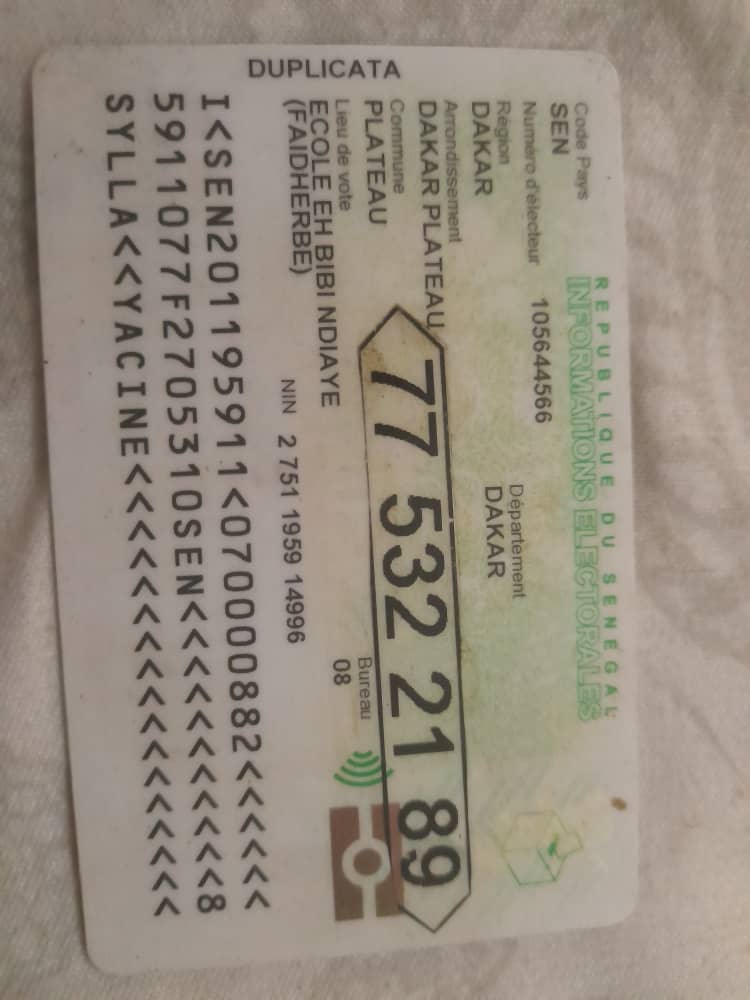 REPUBLIQUE DU SENEGAL
INFORMATIONS ELECTORALES
Code Pays
SEN
Numéro d'électeur 105644566
Région
DAKAR
Département
DAKAR
Arrondissement
DAKAR PLATEAU
Commune
PLATEAU
77 532 21 89
Lieu de vote
ECOLE EH BIBI NDIAYE
(FAIDHERBE)
Bureau
08
NIN 2 751 1959 14996
DUPLICATA
I<SEN201195911<070000882<<<<<<
5911077F2705310SEN<<<<<<<<<<<8
SYLLA<<YACINE<<<<<<<<<<<<<<<<<